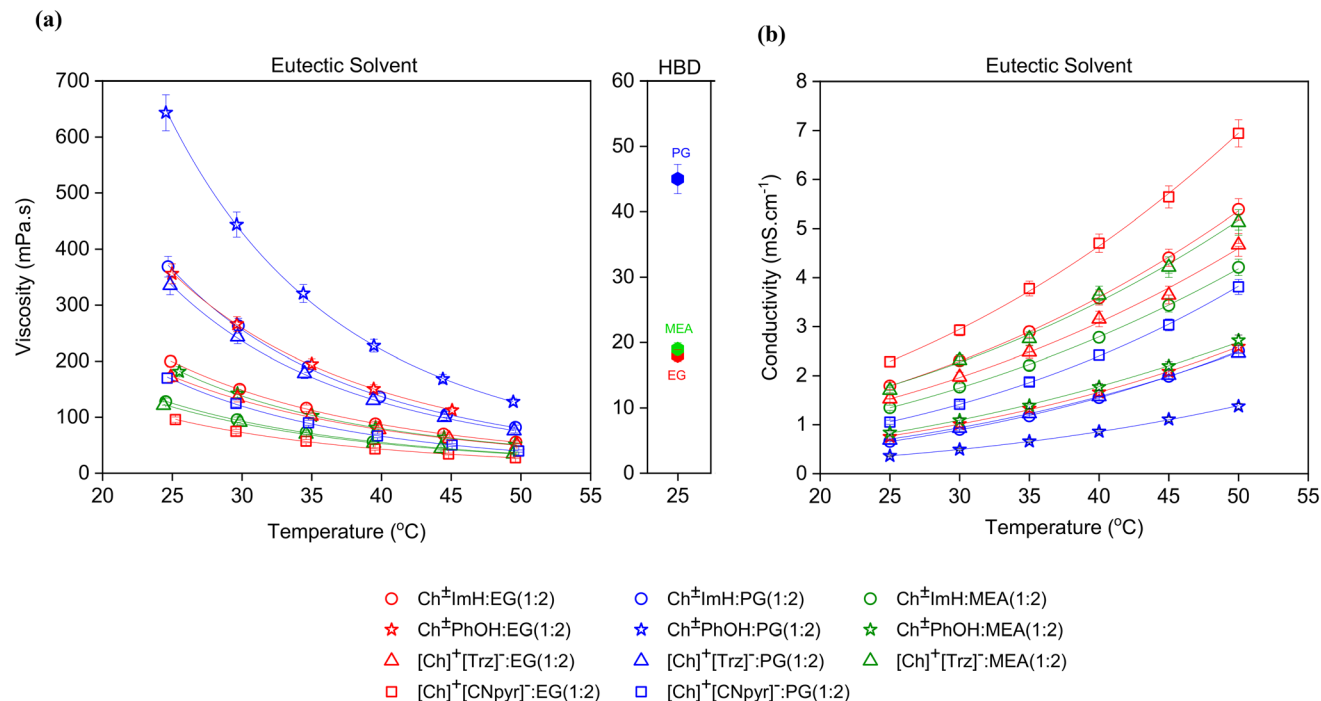 (a)
Eutectic Solvent
HBD
700
600
500
400
300
200
100
0
Viscosity (mPa.s)
20 25 30 35 40 45 50 55
Temperature (°C)
60
50
40
30
20
10
0
PG
MEA
EG
25
(b)
Eutectic Solvent
8
7
6
5
4
3
2
1
0
Conductivity (mS.cm⁻¹)
20 25 30 35 40 45 50 55
Temperature (°C)
Ch±ImH:EG(1:2)
Ch±PhOH:EG(1:2)
[Ch]⁺[Trz]⁻:EG(1:2)
[Ch]⁺[CNpyr]⁻:EG(1:2)
Ch±ImH:PG(1:2)
Ch±PhOH:PG(1:2)
[Ch]⁺[Trz]⁻:PG(1:2)
[Ch]⁺[CNpyr]⁻:PG(1:2)
Ch±ImH:MEA(1:2)
Ch±PhOH:MEA(1:2)
[Ch]⁺[Trz]⁻:MEA(1:2)